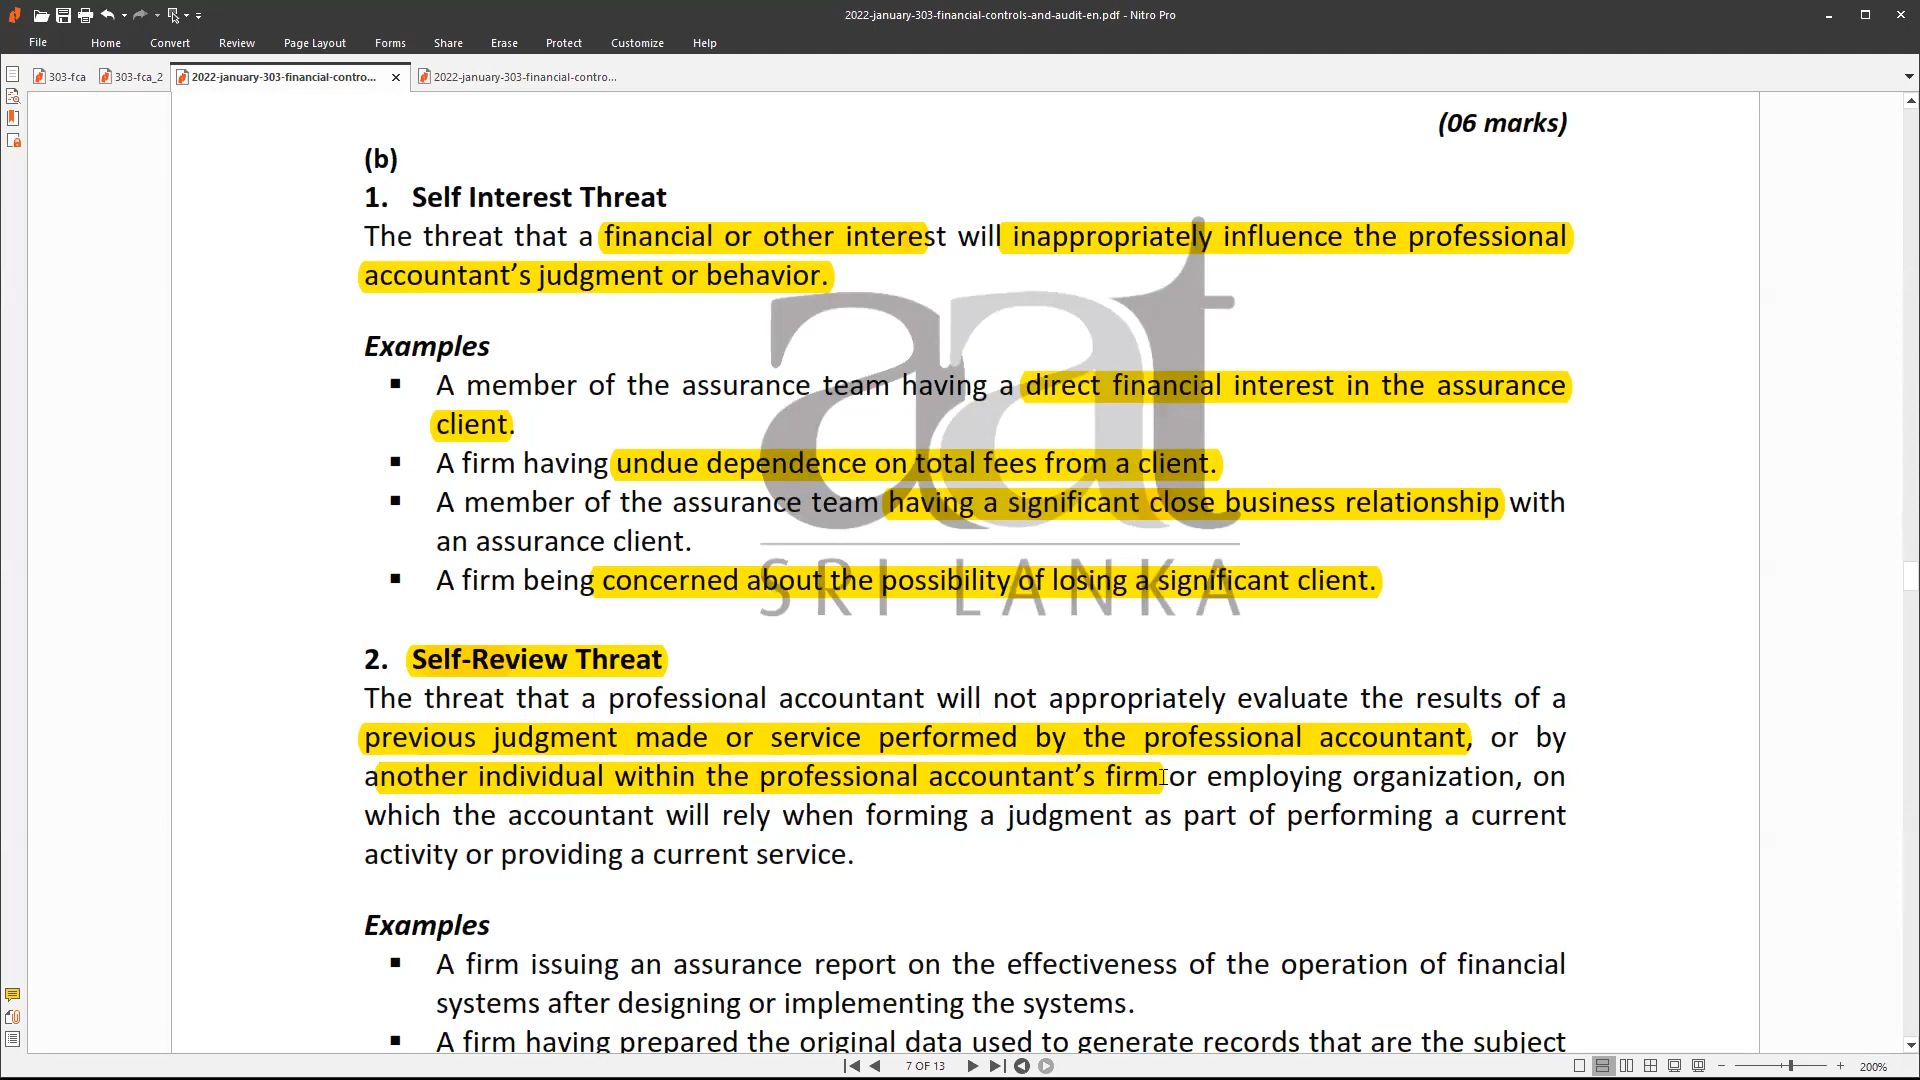 2022-january-303-financial-controls-and-audit-en.pdf - Nitro Pro
File Home Convert Review Page Layout Forms Share Erase Protect Customize Help
303-fca 303-fca_2 2022-january-303-financial-contro... 2022-january-303-financial-contro...
(06 marks)
(b)
1. Self Interest Threat
The threat that a financial or other interest will inappropriately influence the professional
accountant’s judgment or behavior.
Examples
▪ A member of the assurance team having a direct financial interest in the assurance
client.
▪ A firm having undue dependence on total fees from a client.
▪ A member of the assurance team having a significant close business relationship with
an assurance client.
▪ A firm being concerned about the possibility of losing a significant client.
aat
SRI LANKA
2. Self-Review Threat
The threat that a professional accountant will not appropriately evaluate the results of a
previous judgment made or service performed by the professional accountant, or by
another individual within the professional accountant’s firm or employing organization, on
which the accountant will rely when forming a judgment as part of performing a current
activity or providing a current service.
Examples
▪ A firm issuing an assurance report on the effectiveness of the operation of financial
systems after designing or implementing the systems.
▪ A firm having prepared the original data used to generate records that are the subject
7 OF 13
200%